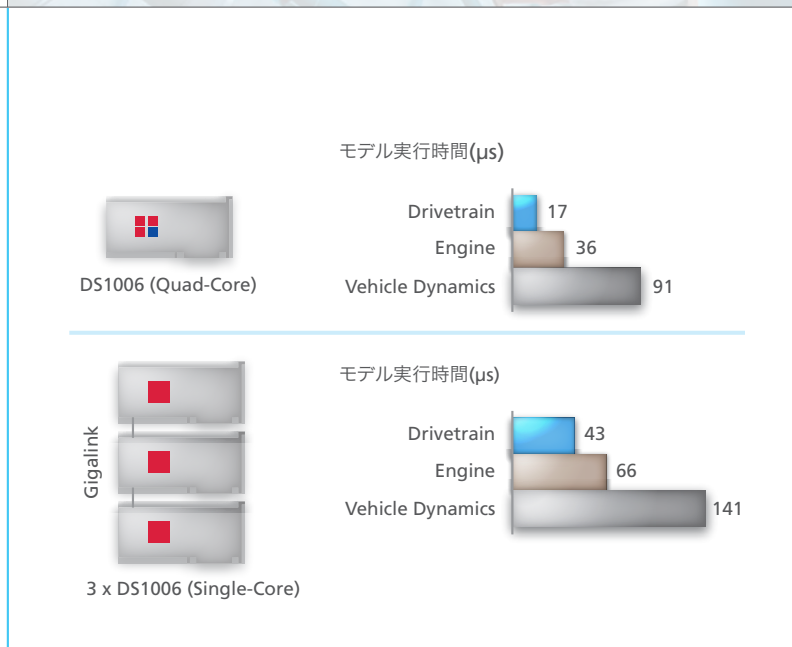 モデル実行時間(μs)
Drivetrain 17
Engine 36
DS1006 (Quad-Core)
Vehicle Dynamics 91
モデル実行時間(μs)
Gigalink
Drivetrain 43
Engine 66
Vehicle Dynamics 141
3 x DS1006 (Single-Core)